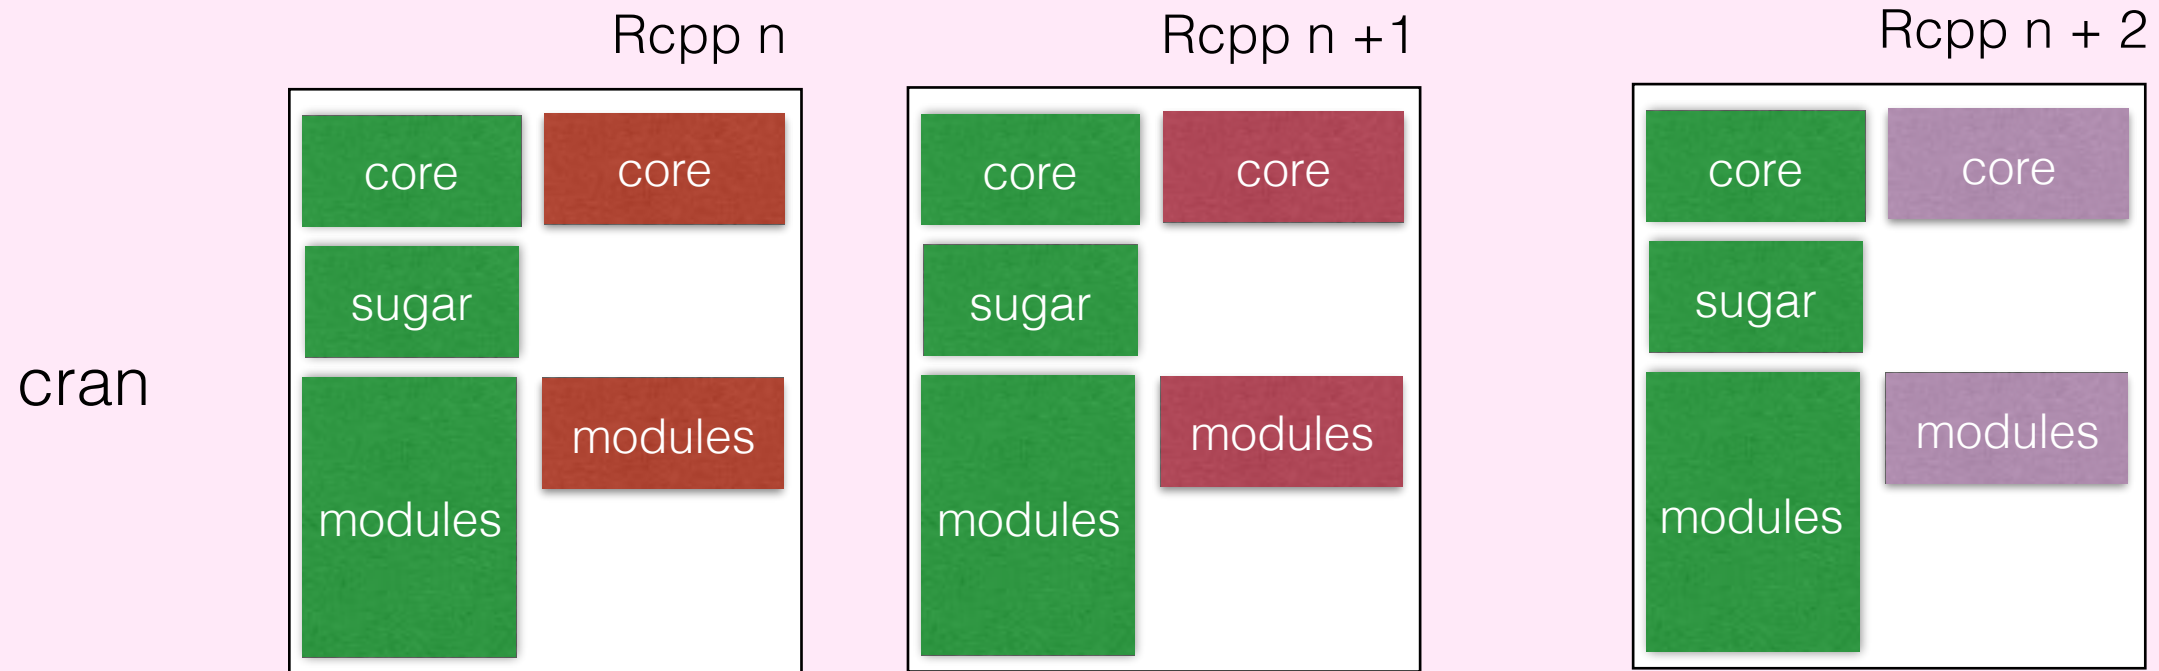 Rcpp n
Rcpp n +1
Rcpp n + 2
cran
core
core
sugar
modules
modules
core
core
sugar
modules
modules
core
core
sugar
modules
modules